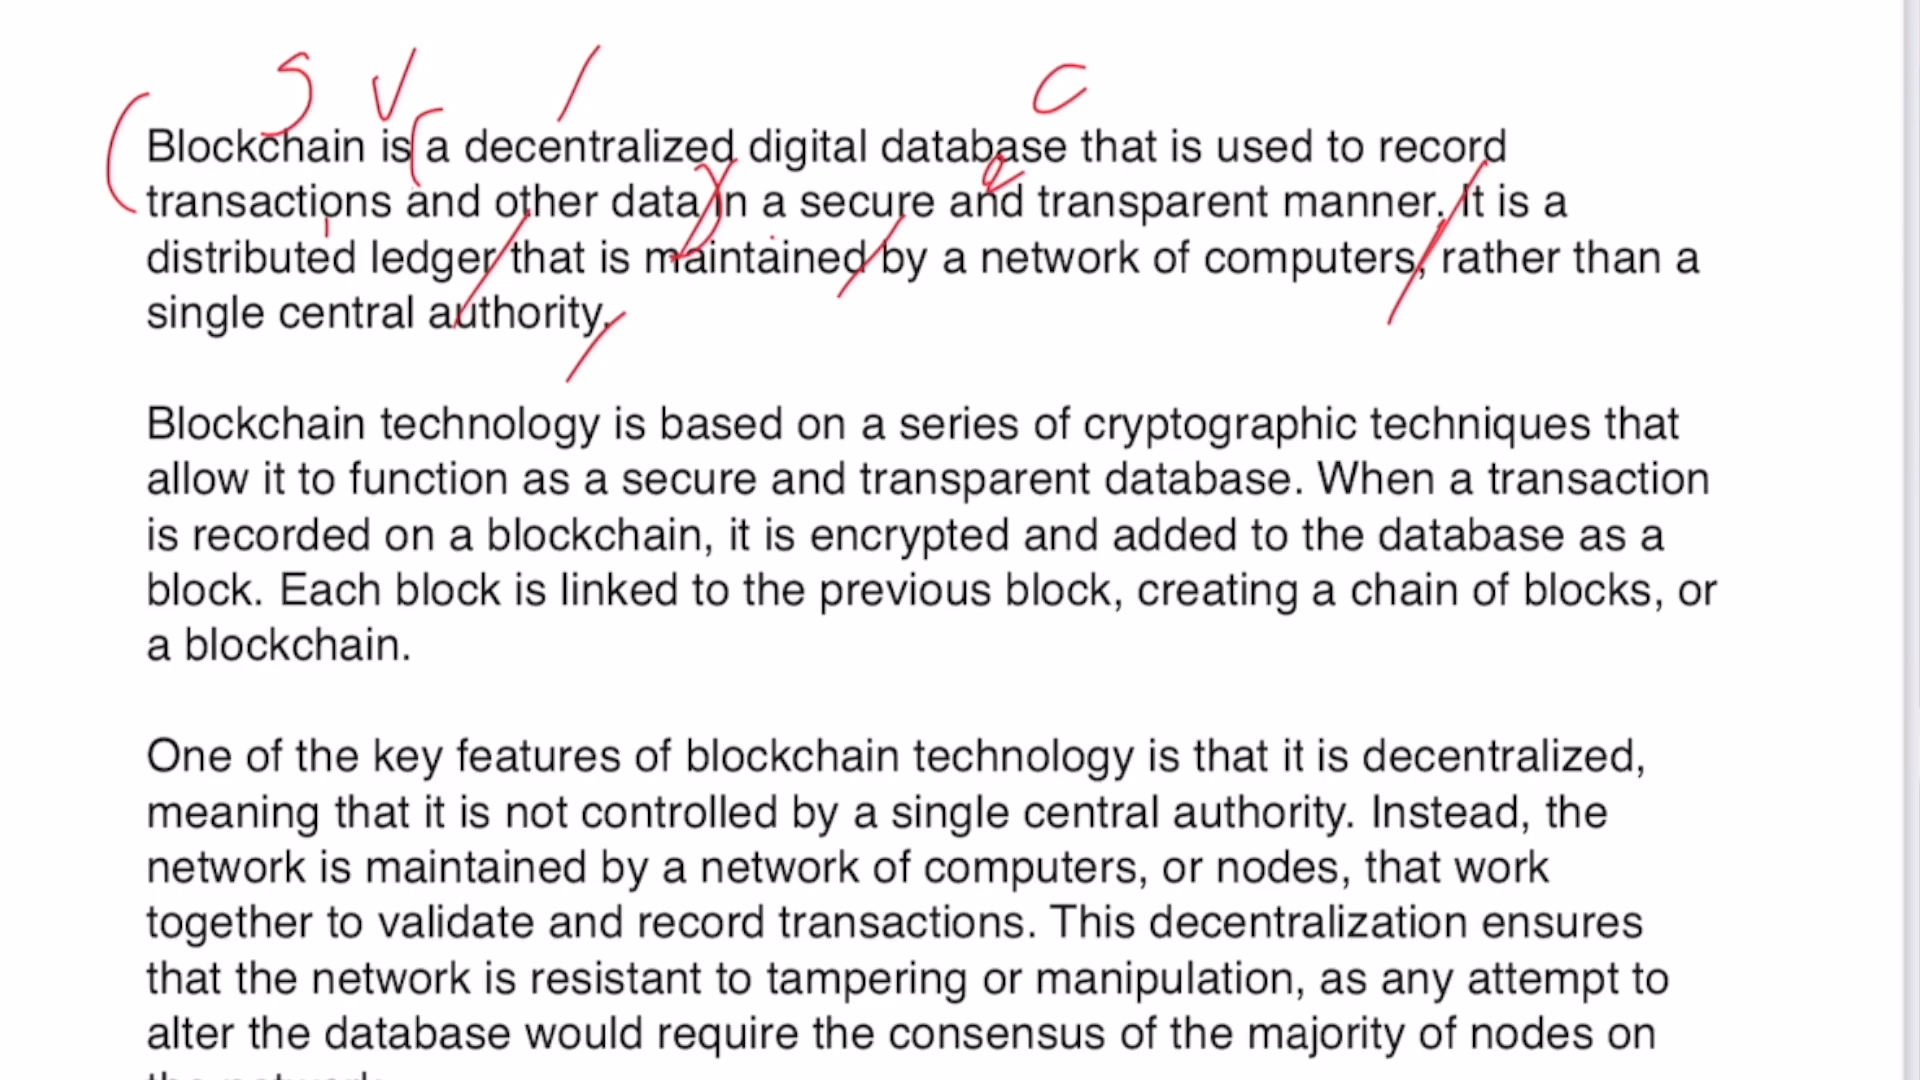 S V / C
Blockchain is a decentralized digital database that is used to record
transactions and other data in a secure and transparent manner. It is a
distributed ledger that is maintained by a network of computers, rather than a
single central authority.
Blockchain technology is based on a series of cryptographic techniques that
allow it to function as a secure and transparent database. When a transaction
is recorded on a blockchain, it is encrypted and added to the database as a
block. Each block is linked to the previous block, creating a chain of blocks, or
a blockchain.
One of the key features of blockchain technology is that it is decentralized,
meaning that it is not controlled by a single central authority. Instead, the
network is maintained by a network of computers, or nodes, that work
together to validate and record transactions. This decentralization ensures
that the network is resistant to tampering or manipulation, as any attempt to
alter the database would require the consensus of the majority of nodes on